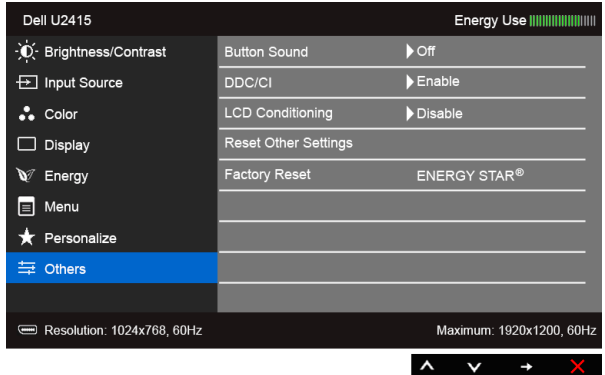 Dell U2415
Energy Use
Brightness/Contrast
Input Source
Color
Display
Energy
Menu
Personalize
Others
Button Sound Off
DDC/CI Enable
LCD Conditioning Disable
Reset Other Settings
Factory Reset ENERGY STAR®
Resolution: 1024x768, 60Hz
Maximum: 1920x1200, 60Hz